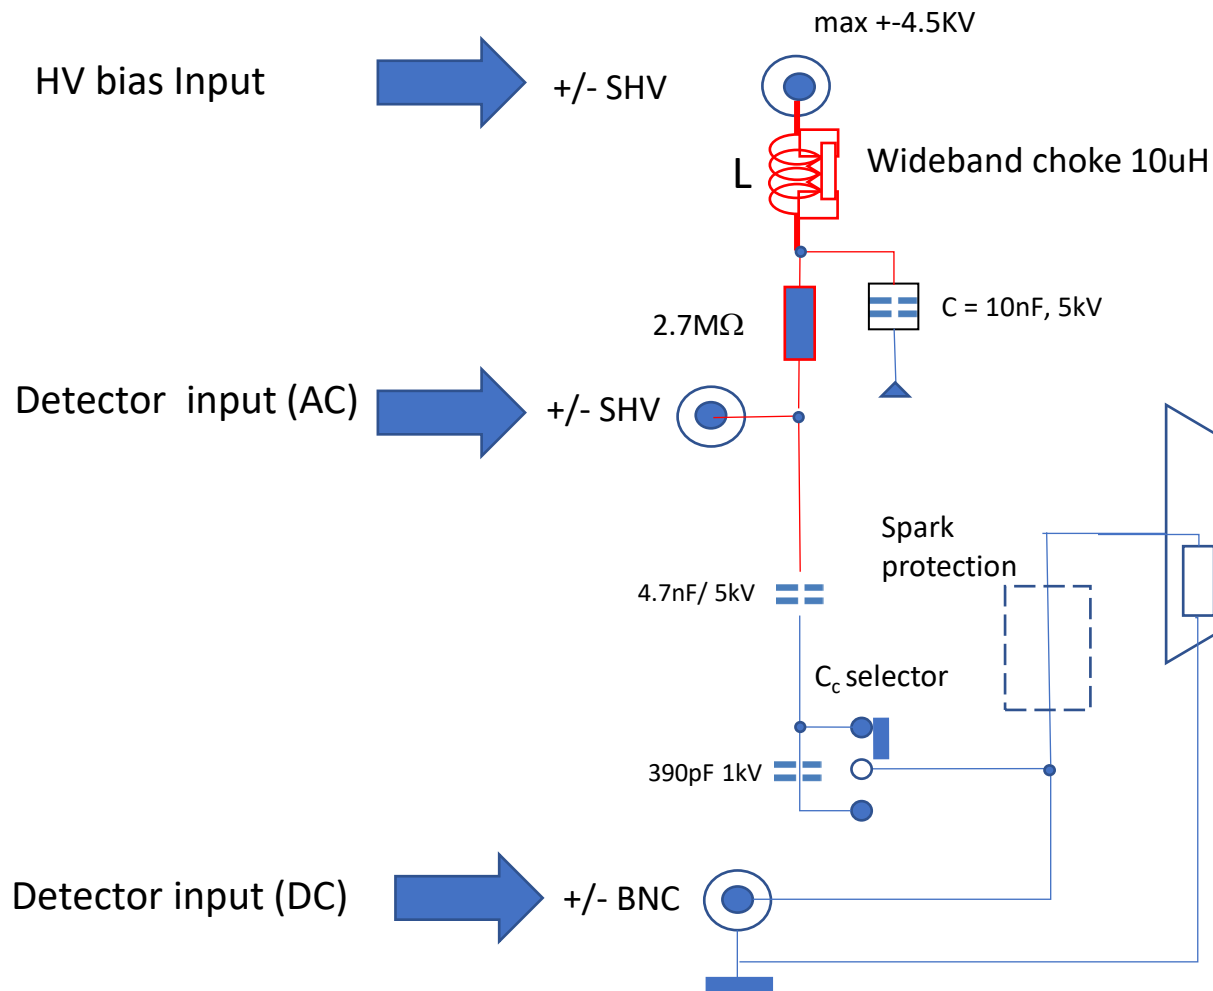 max +-4.5KV
HV bias Input
+/- SHV
Wideband choke 10uH
L
C = 10nF, 5kV
2.7MΩ
Detector  input (AC)
+/- SHV
Spark
protection
4.7nF/ 5kV
Cc selector
390pF 1kV
Detector input (DC)
+/- BNC